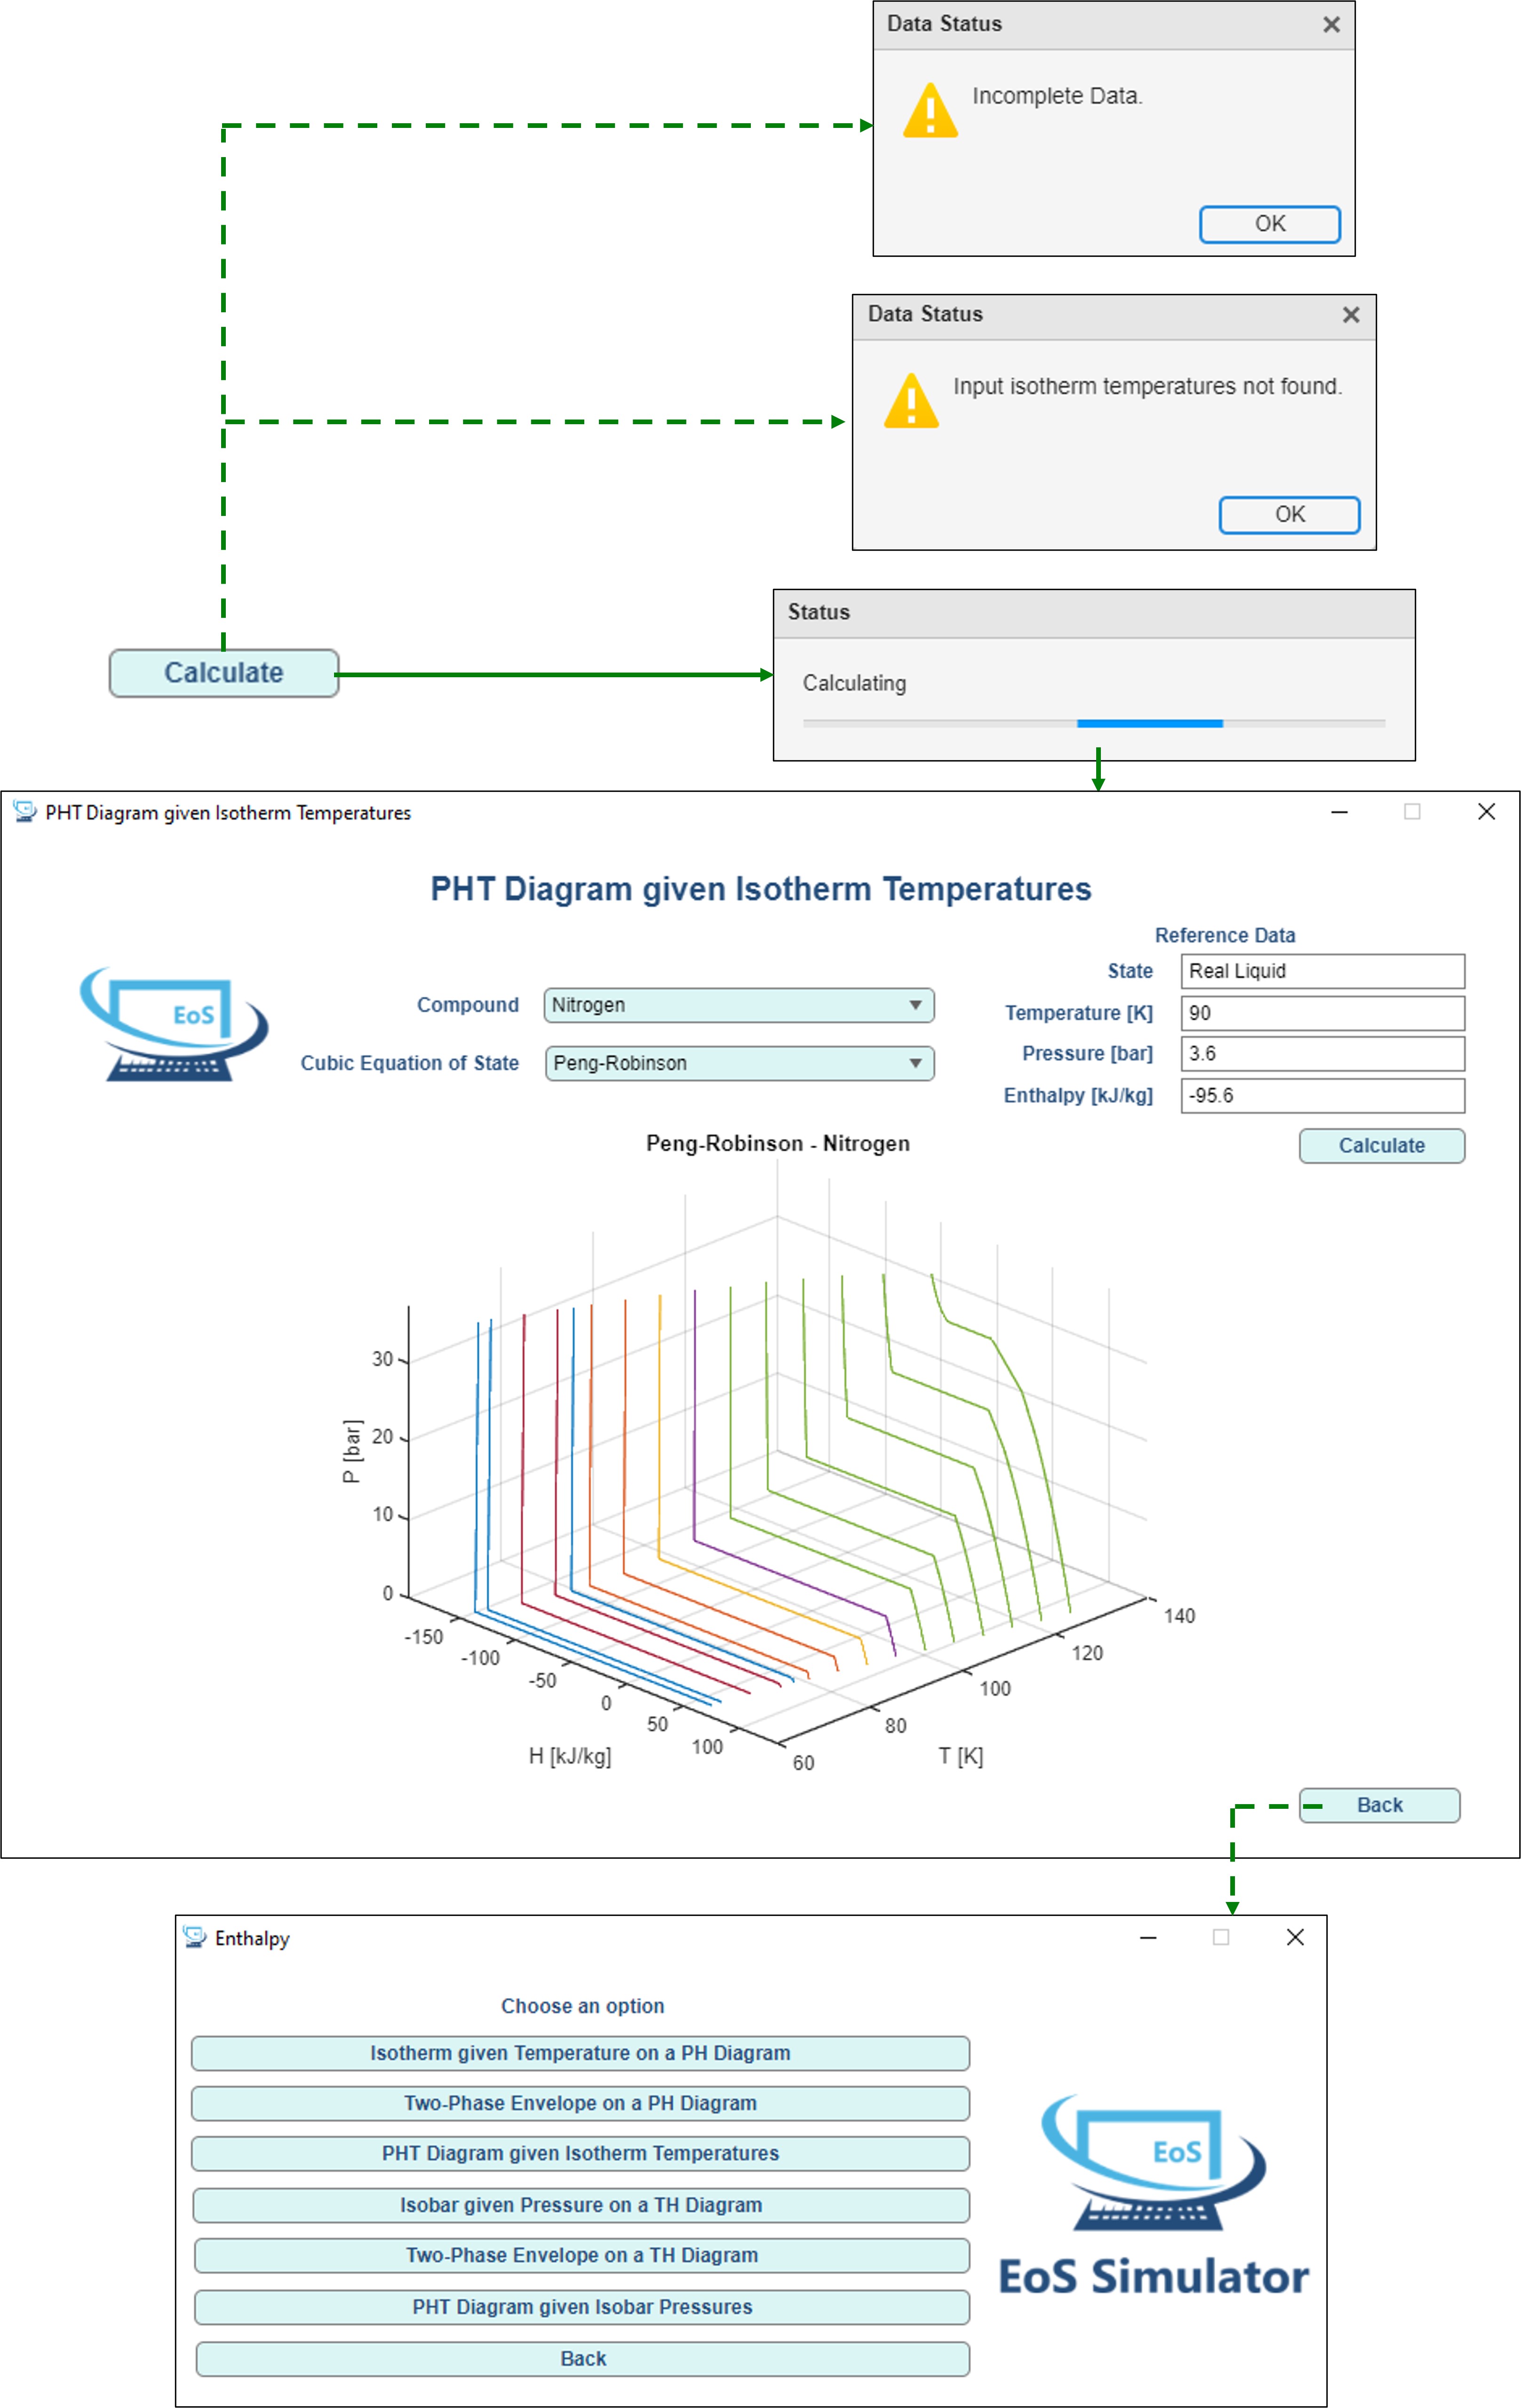 Data Status
Incomplete Data.
OK
Data Status
Input isotherm temperatures not found.
OK
Status
Calculate
Calculating
PHT Diagram given Isotherm Temperatures
PHT Diagram given Isotherm Temperatures
Reference Data
EoS
Compound
Nitrogen
Cubic Equation of State
Peng-Robinson
State
Real Liquid
Temperature [K]
90
Pressure [bar]
3.6
Enthalpy [kJ/kg]
-95.6
Calculate
Peng-Robinson - Nitrogen
P [bar]
30
20
10
0
-150
-100
-50
0
50
100
H [kJ/kg]
60
80
100
120
140
T [K]
Back
Enthalpy
Choose an option
Isotherm given Temperature on a PH Diagram
Two-Phase Envelope on a PH Diagram
PHT Diagram given Isotherm Temperatures
Isobar given Pressure on a TH Diagram
Two-Phase Envelope on a TH Diagram
PHT Diagram given Isobar Pressures
Back
EoS
EoS Simulator